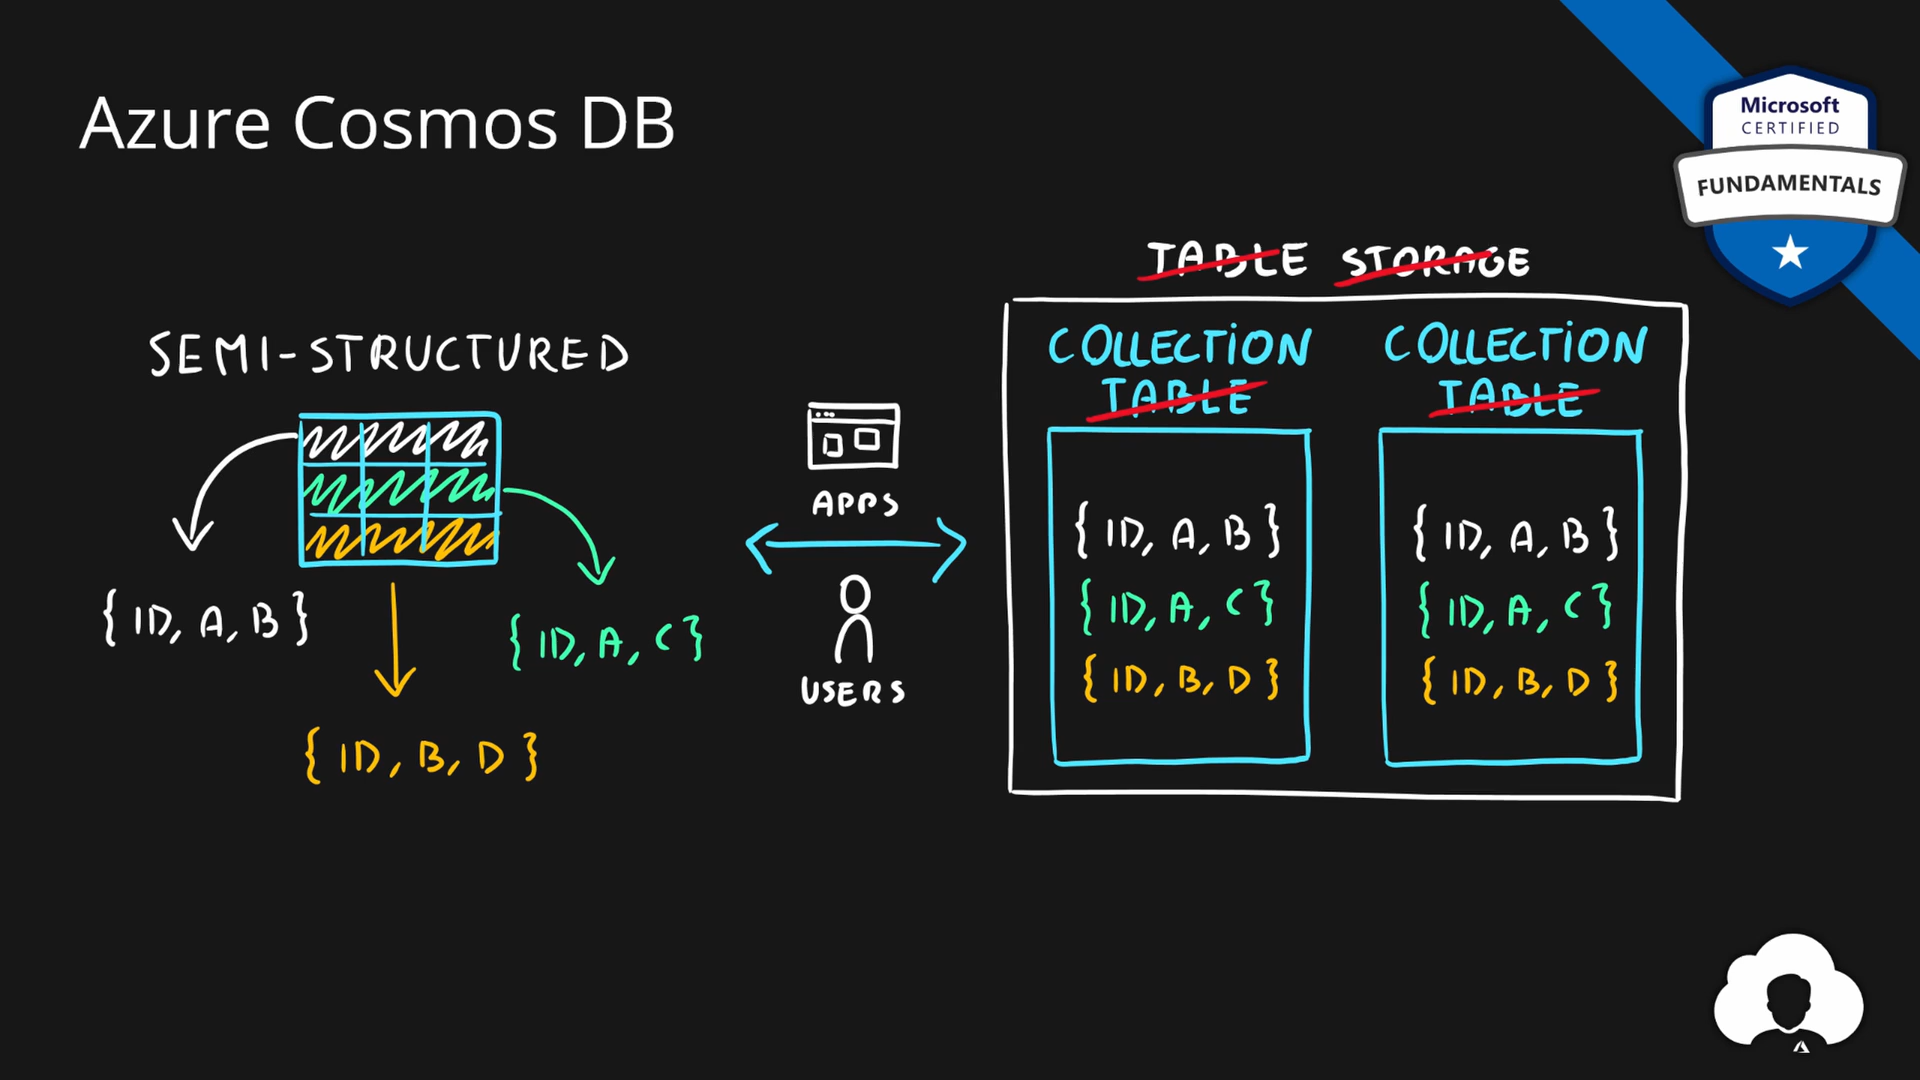 Azure Cosmos DB
Microsoft
CERTIFIED
FUNDAMENTALS
SEMI-STRUCTURED
{ ID, A, B }
{ ID, A, C }
{ ID, B, D }
APPS
USERS
TABLE STORAGE
COLLECTION
TABLE
{ ID, A, B }
{ ID, A, C }
{ ID, B, D }
COLLECTION
TABLE
{ ID, A, B }
{ ID, A, C }
{ ID, B, D }